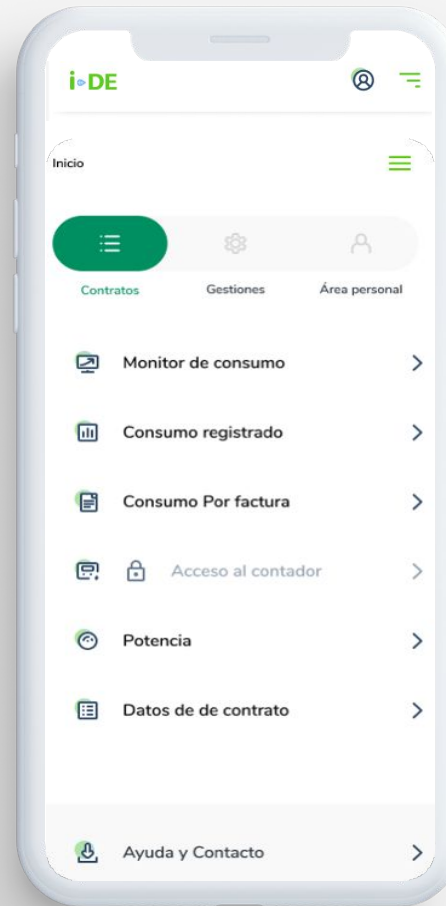 i-DE
Inicio
Contratos
Gestiones
Área personal
Monitor de consumo
Consumo registrado
Consumo Por factura
Acceso al contador
Potencia
Datos de de contrato
Ayuda y Contacto